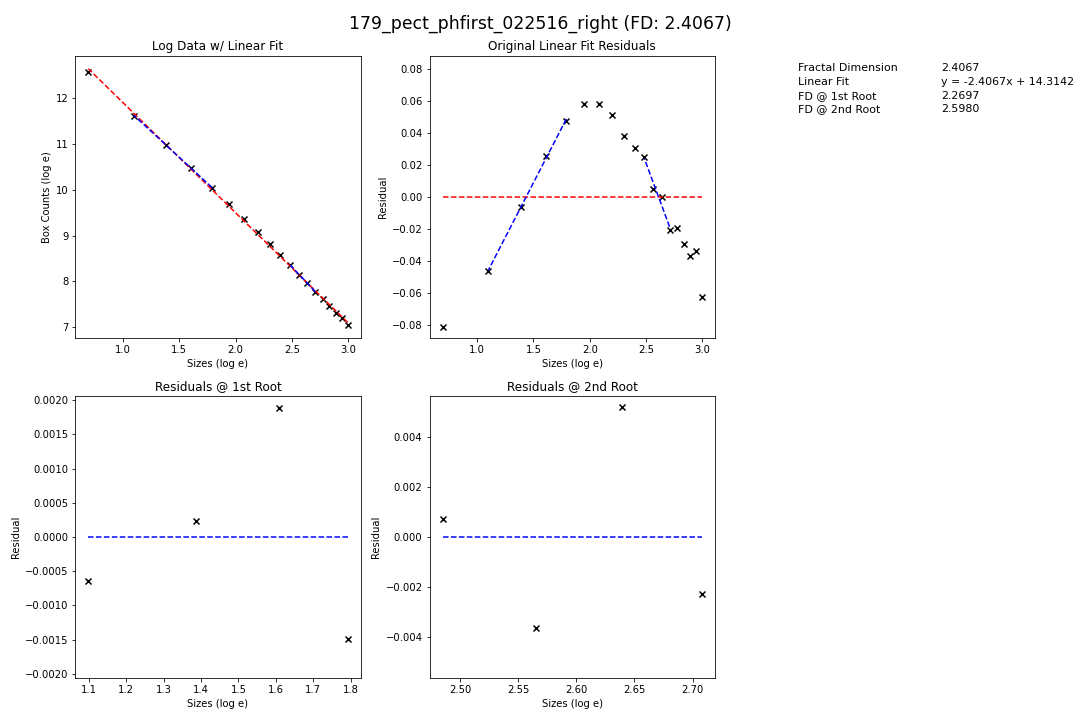 179_pect_phfirst_022516_right (FD: 2.4067)
Log Data w/ Linear Fit
Box Counts (log e)
12
11
10
9
8
7
1.0 1.5 2.0 2.5 3.0
Sizes (log e)
Original Linear Fit Residuals
Residual
0.08
0.06
0.04
0.02
0.00
−0.02
−0.04
−0.06
−0.08
1.0 1.5 2.0 2.5 3.0
Sizes (log e)
Fractal Dimension 2.4067
Linear Fit y = -2.4067x + 14.3142
FD @ 1st Root 2.2697
FD @ 2nd Root 2.5980
Residuals @ 1st Root
Residual
0.0020
0.0015
0.0010
0.0005
0.0000
−0.0005
−0.0010
−0.0015
−0.0020
1.1 1.2 1.3 1.4 1.5 1.6 1.7 1.8
Sizes (log e)
Residuals @ 2nd Root
Residual
0.004
0.002
0.000
−0.002
−0.004
2.50 2.55 2.60 2.65 2.70
Sizes (log e)